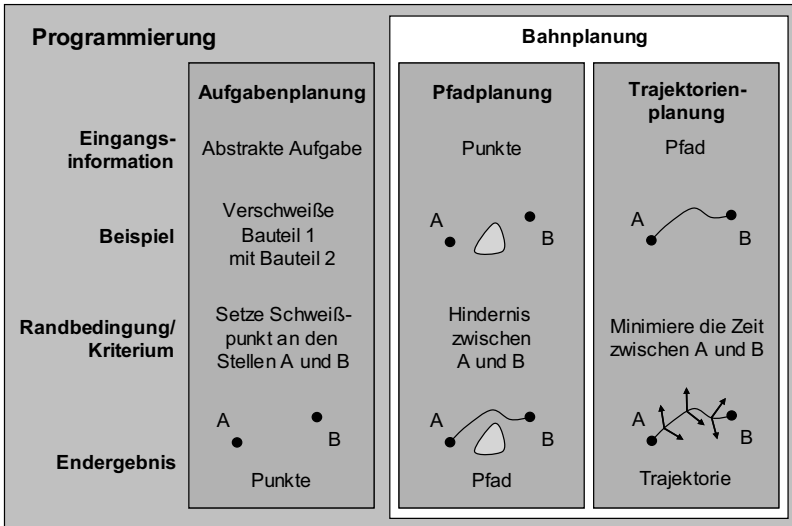 Programmierung
Bahnplanung
Aufgabenplanung
Pfadplanung
Trajektorien-
planung
Eingangs-
information
Abstrakte Aufgabe
Punkte
Pfad
Beispiel
Verschweiße
Bauteil 1
mit Bauteil 2
A
B
A
B
Randbedingung/
Kriterium
Setze Schweiß-
punkt an den
Stellen A und B
Hindernis
zwischen
A und B
Minimiere die Zeit
zwischen A und B
Endergebnis
A
B
Punkte
A
B
Pfad
A
B
Trajektorie